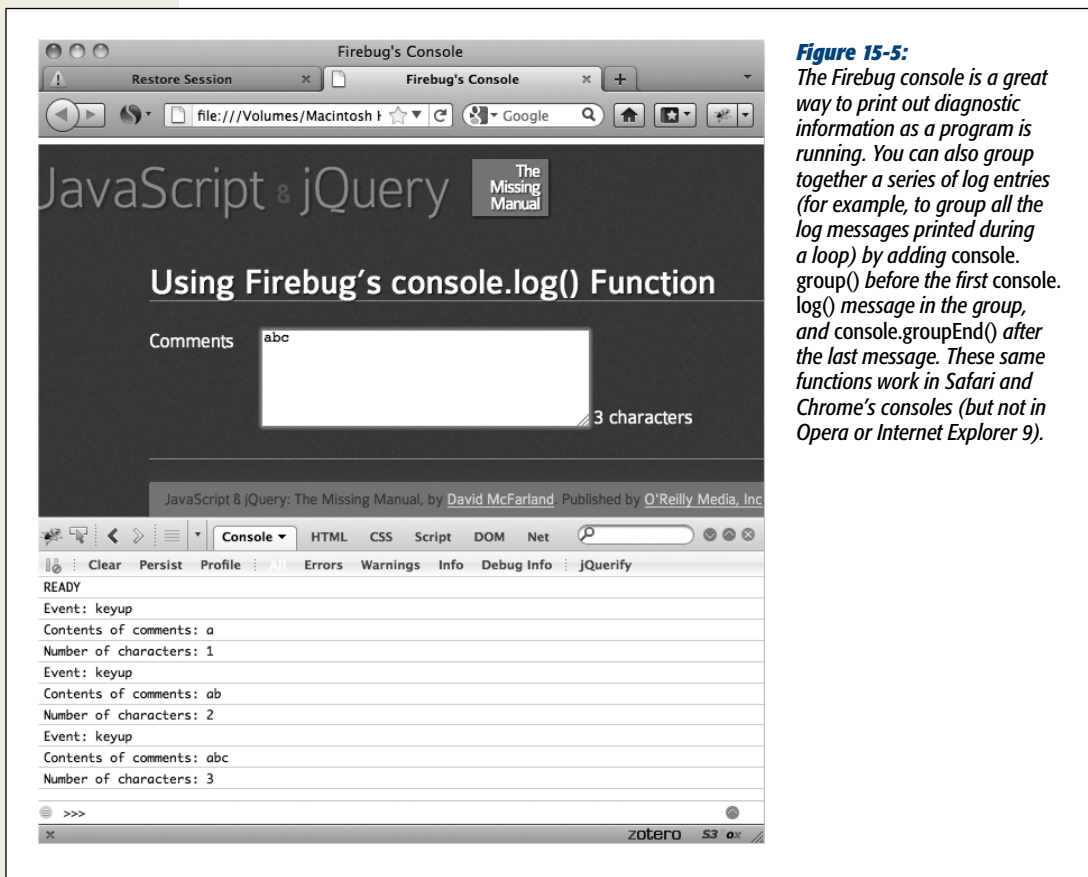 Firebug's Console
Restore Session
Firebug's Console
file:///Volumes/Macintosh H
Google
JavaScript & jQuery
The
Missing
Manual
Using Firebug's console.log() Function
Comments
abc
3 characters
JavaScript & jQuery: The Missing Manual, by David McFarland. Published by O'Reilly Media, Inc
Console
HTML
CSS
Script
DOM
Net
Clear
Persist
Profile
All
Errors
Warnings
Info
Debug Info
jQuerify
READY
Event: keyup
Contents of comments: a
Number of characters: 1
Event: keyup
Contents of comments: ab
Number of characters: 2
Event: keyup
Contents of comments: abc
Number of characters: 3
>>>
zotero S3 ox
Figure 15-5:
The Firebug console is a great
way to print out diagnostic
information as a program is
running. You can also group
together a series of log entries
(for example, to group all the
log messages printed during
a loop) by adding console.
group() before the first console.
log() message in the group,
and console.groupEnd() after
the last message. These same
functions work in Safari and
Chrome's consoles (but not in
Opera or Internet Explorer 9).